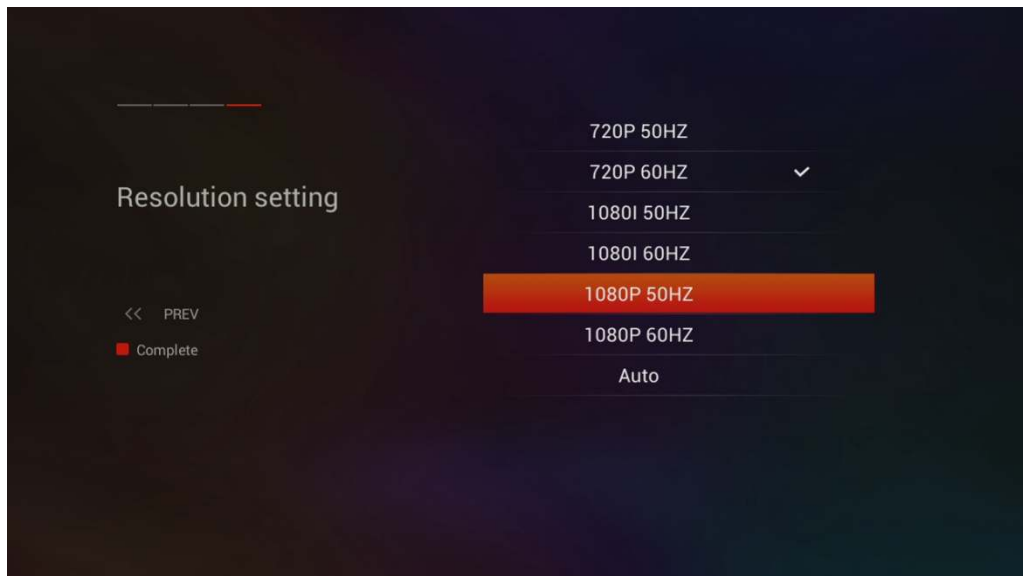 Resolution setting
<< PREV
Complete
720P 50HZ
720P 60HZ
1080I 50HZ
1080I 60HZ
1080P 50HZ
1080P 60HZ
Auto